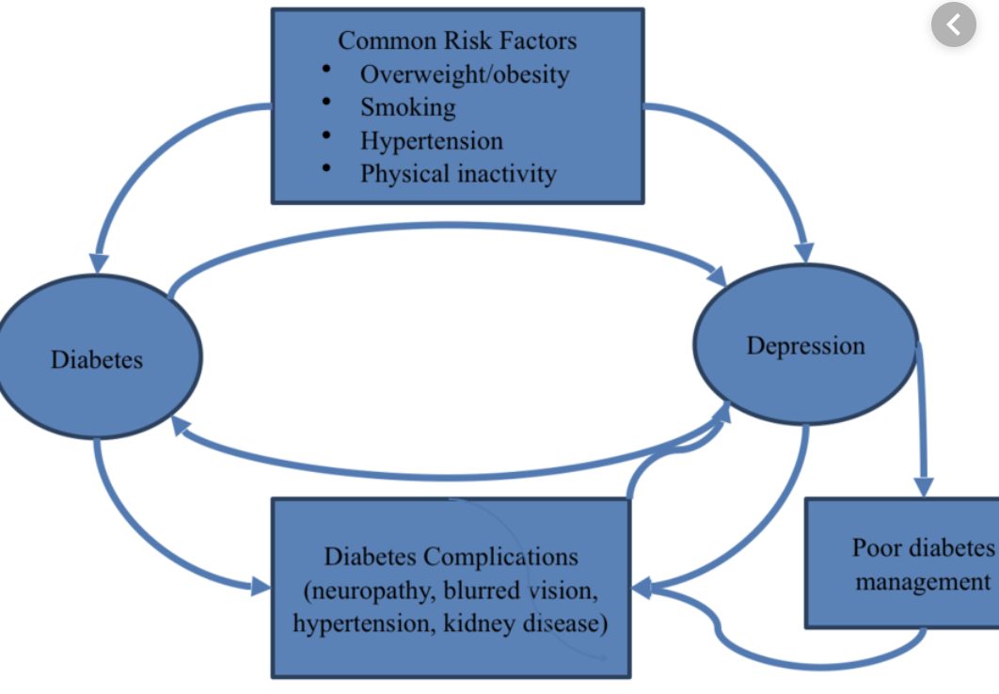 Common Risk Factors
• Overweight/obesity
• Smoking
• Hypertension
• Physical inactivity
Diabetes
Depression
Diabetes Complications
(neuropathy, blurred vision,
hypertension, kidney disease)
Poor diabetes
management